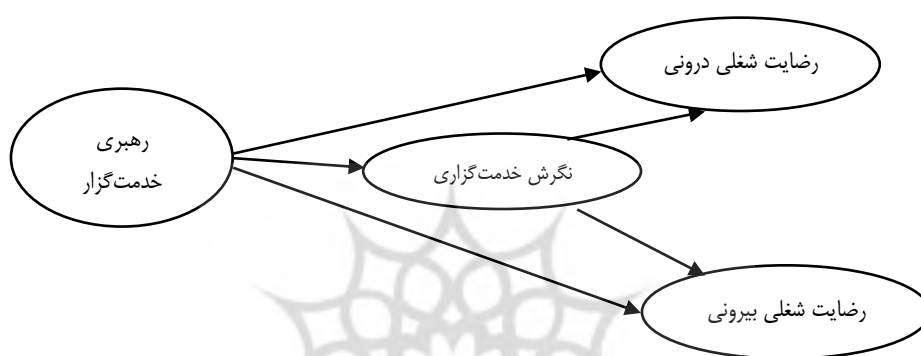 رضایت شغلی درونی
رهبری
خدمت‌گزار
نگرش خدمت‌گزاری
رضایت شغلی بیرونی